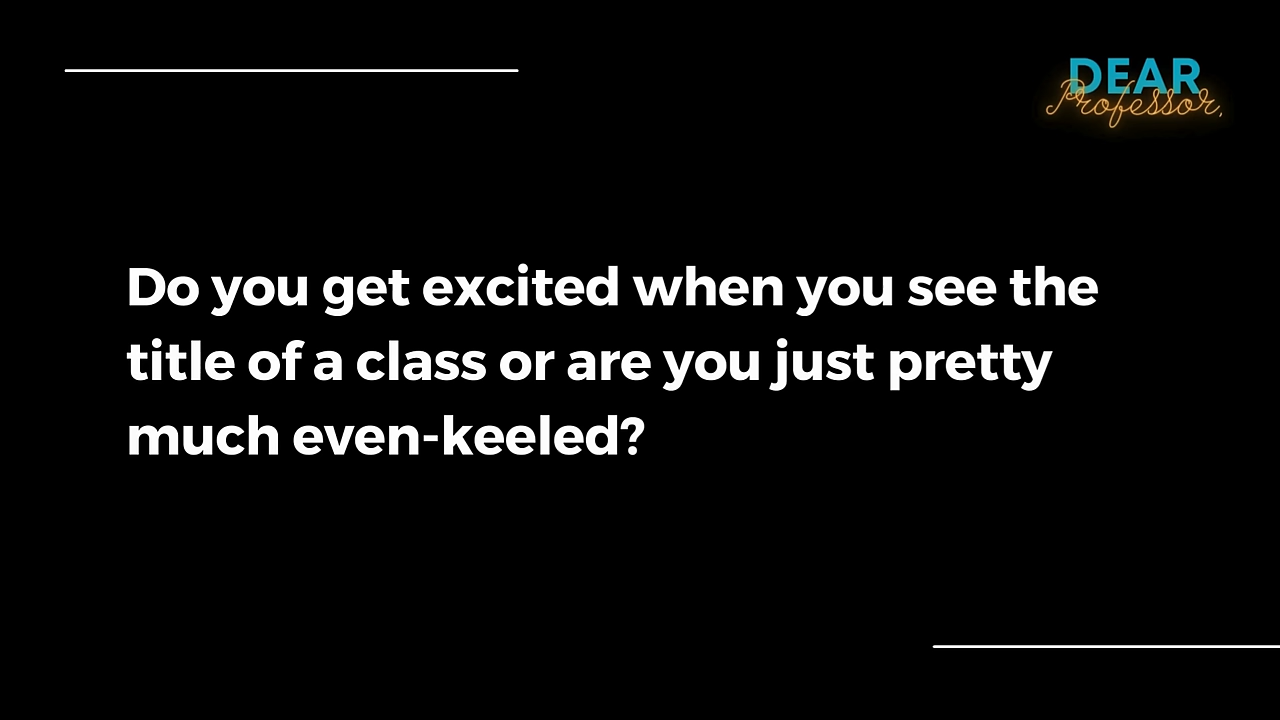 DEAR
Professor,
Do you get excited when you see the
title of a class or are you just pretty
much even-keeled?